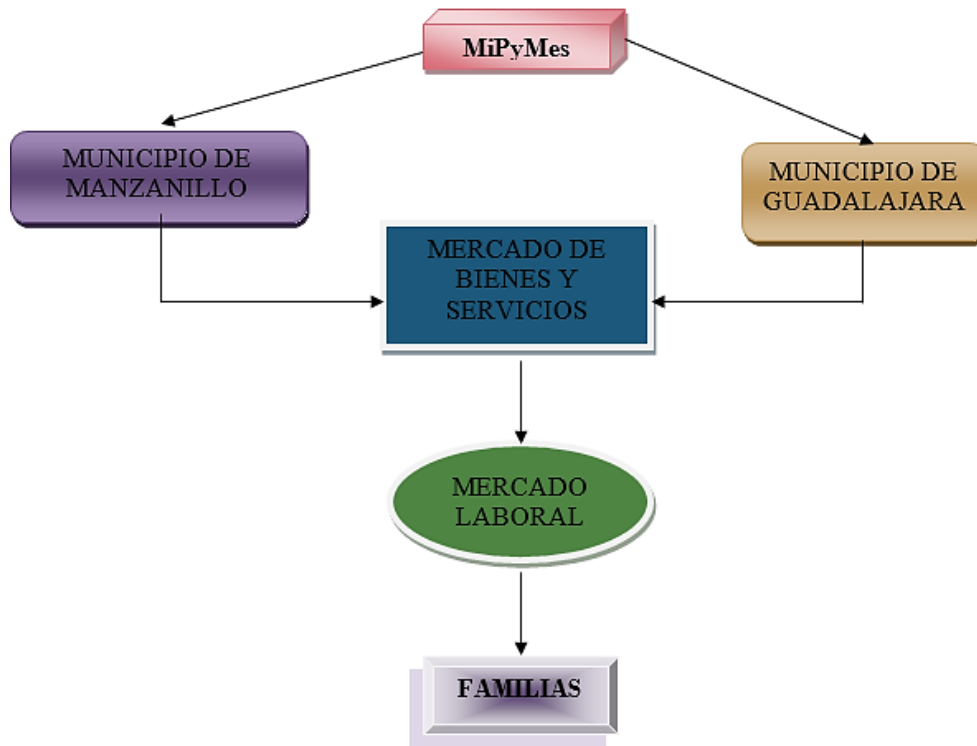 MiPyMes
MUNICIPIO DE
MANZANILLO
MUNICIPIO DE
GUADALAJARA
MERCADO DE
BIENES Y
SERVICIOS
MERCADO
LABORAL
FAMILIAS